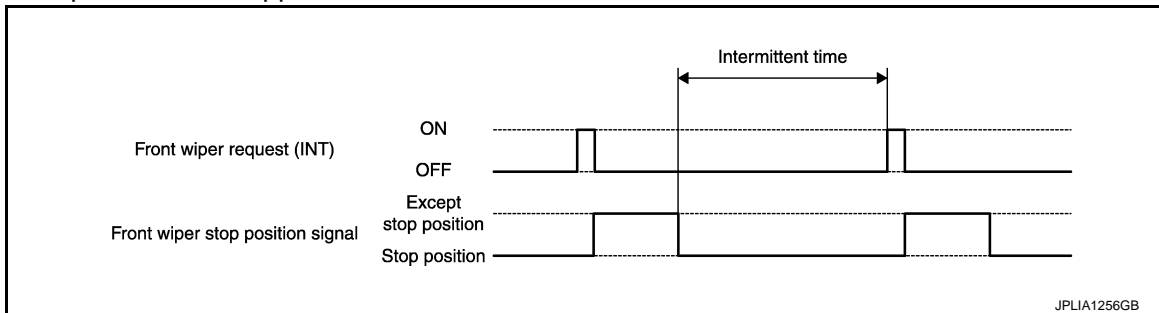 Intermittent time
ON
Front wiper request (INT)
OFF
Except
stop position
Front wiper stop position signal
Stop position
JPLIA1256GB